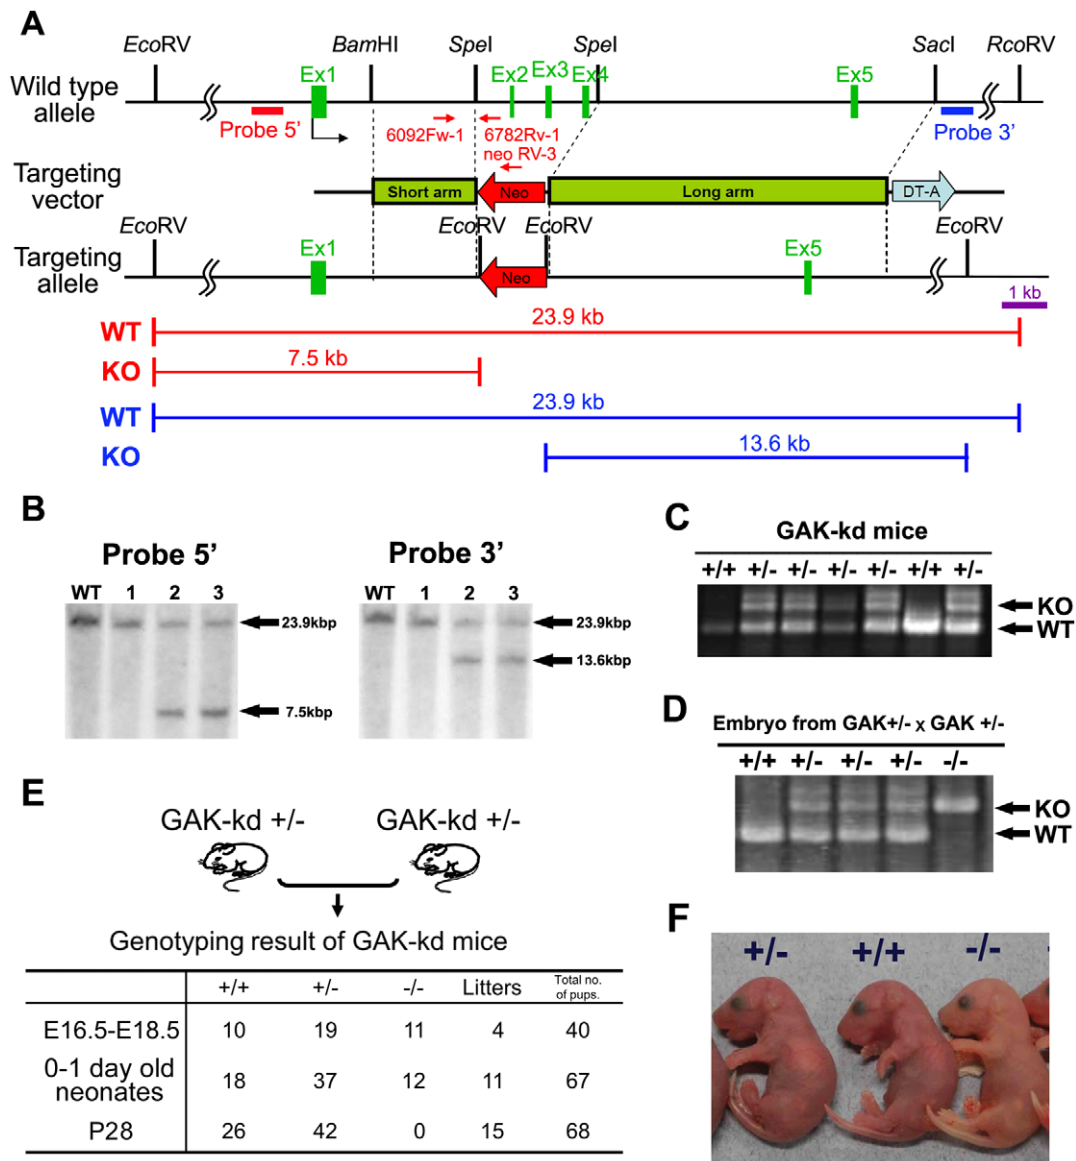 A
EcoRV BamHI SpeI SpeI SacI RcoRV
Wild type allele
Ex1 Ex2 Ex3 Ex4 Ex5
Probe 5’ 6092Fw-1 6782Rv-1 Probe 3’
neo RV-3
Targeting vector
Short arm Neo Long arm DT-A
EcoRV EcoRV EcoRV EcoRV
Targeting allele
Ex1 Neo Ex5
1 kb
WT 23.9 kb
KO 7.5 kb
WT 23.9 kb
KO 13.6 kb
B
Probe 5’
WT 1 2 3
23.9kbp
7.5kbp
Probe 3’
WT 1 2 3
23.9kbp
13.6kbp
C
GAK-kd mice
+/+ +/- +/- +/- +/- +/+ +/-
KO
WT
D
Embryo from GAK+/- x GAK +/-
+/+ +/- +/- +/- -/-
KO
WT
E
GAK-kd +/- GAK-kd +/-
Genotyping result of GAK-kd mice
+/+ +/- -/- Litters Total no. of pups.
E16.5-E18.5 10 19 11 4 40
0-1 day old neonates 18 37 12 11 67
P28 26 42 0 15 68
F
+/- +/+ -/-